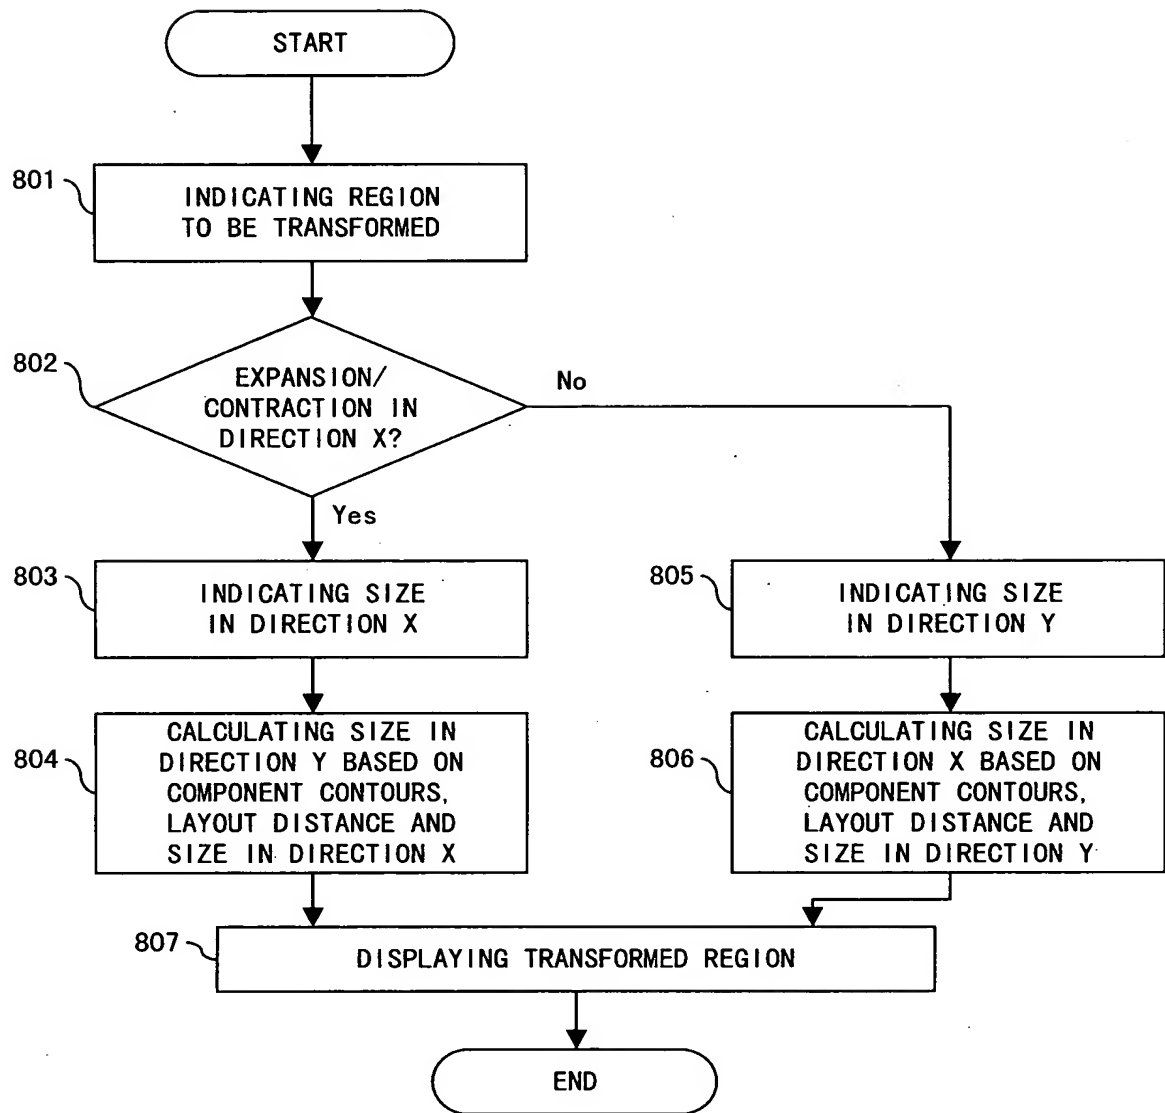 START
801
INDICATING REGION
TO BE TRANSFORMED
802
EXPANSION/
CONTRACTION IN
DIRECTION X?
No
Yes
803
INDICATING SIZE
IN DIRECTION X
805
INDICATING SIZE
IN DIRECTION Y
804
CALCULATING SIZE IN
DIRECTION Y BASED ON
COMPONENT CONTOURS,
LAYOUT DISTANCE AND
SIZE IN DIRECTION X
806
CALCULATING SIZE IN
DIRECTION X BASED ON
COMPONENT CONTOURS,
LAYOUT DISTANCE AND
SIZE IN DIRECTION Y
807
DISPLAYING TRANSFORMED REGION
END